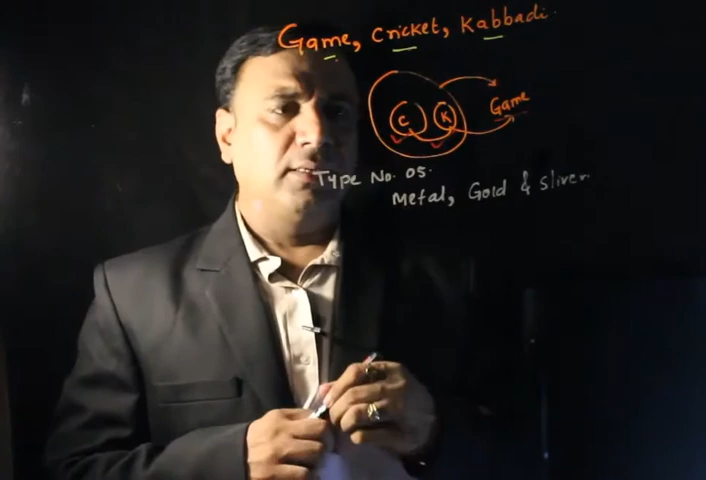 Game, Cricket, Kabbadi.
C K Game
Type No. 05.
Metal, Gold & Sliver